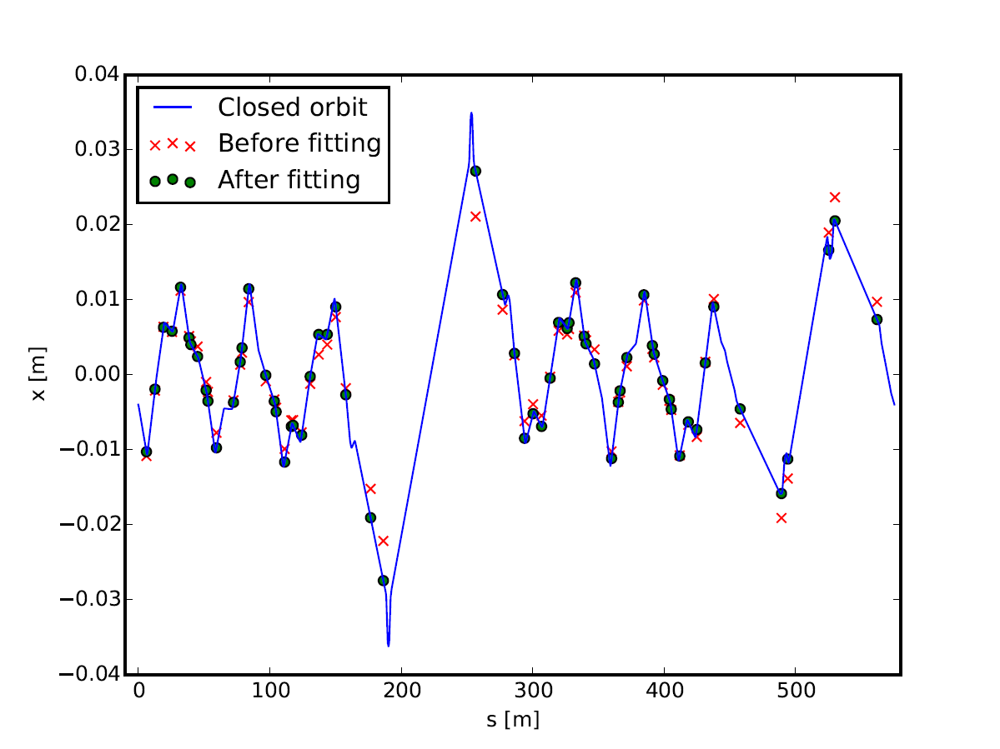 0.04
0.03
0.02
0.01
0.00
−0.01
−0.02
−0.03
−0.04
x [m]
Closed orbit
Before fitting
After fitting
0 100 200 300 400 500
s [m]